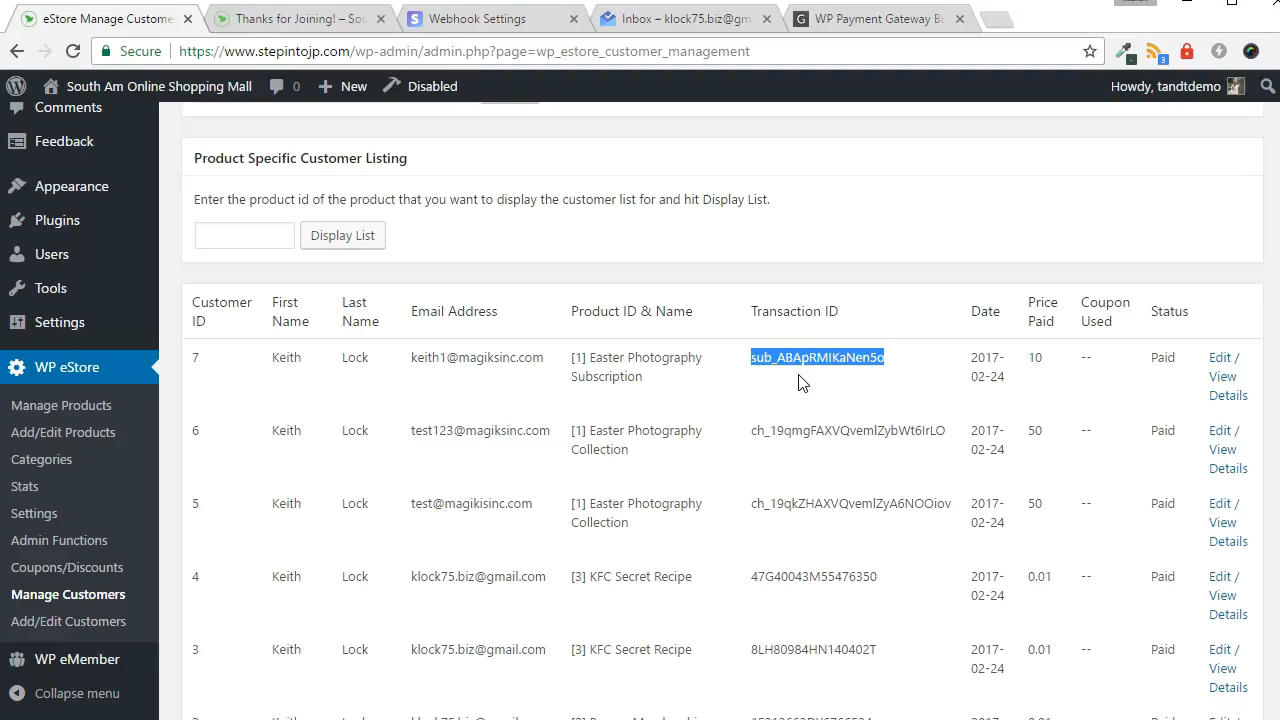 eStore Manage Custome
Thanks for Joining! – Sou
Webhook Settings
Inbox – klock75.biz@gm
WP Payment Gateway Bu
Secure
https://www.stepintojp.com/wp-admin/admin.php?page=wp_estore_customer_management
South Am Online Shopping Mall
0
New
Disabled
Howdy, tandtdemo
Comments
Feedback
Appearance
Plugins
Users
Tools
Settings
WP eStore
Manage Products
Add/Edit Products
Categories
Stats
Settings
Admin Functions
Coupons/Discounts
Manage Customers
Add/Edit Customers
WP eMember
Collapse menu
Product Specific Customer Listing
Enter the product id of the product that you want to display the customer list for and hit Display List.
Display List
Customer ID First Name Last Name Email Address Product ID & Name Transaction ID Date Price Paid Coupon Used Status
7 Keith Lock keith1@magiksinc.com [1] Easter Photography Subscription sub_ABApRMIKaNen5o 2017-02-24 10 -- Paid Edit / View Details
6 Keith Lock test123@magiksinc.com [1] Easter Photography Collection ch_19qmgFAXVQvemlZybWt6IrLO 2017-02-24 50 -- Paid Edit / View Details
5 Keith Lock test@magikisinc.com [1] Easter Photography Collection ch_19qkZHAXVQvemlZyA6NOOiov 2017-02-24 50 -- Paid Edit / View Details
4 Keith Lock klock75.biz@gmail.com [3] KFC Secret Recipe 47G40043M55476350 2017-02-24 0.01 -- Paid Edit / View Details
3 Keith Lock klock75.biz@gmail.com [3] KFC Secret Recipe 8LH80984HN140402T 2017-02-24 0.01 -- Paid Edit / View Details